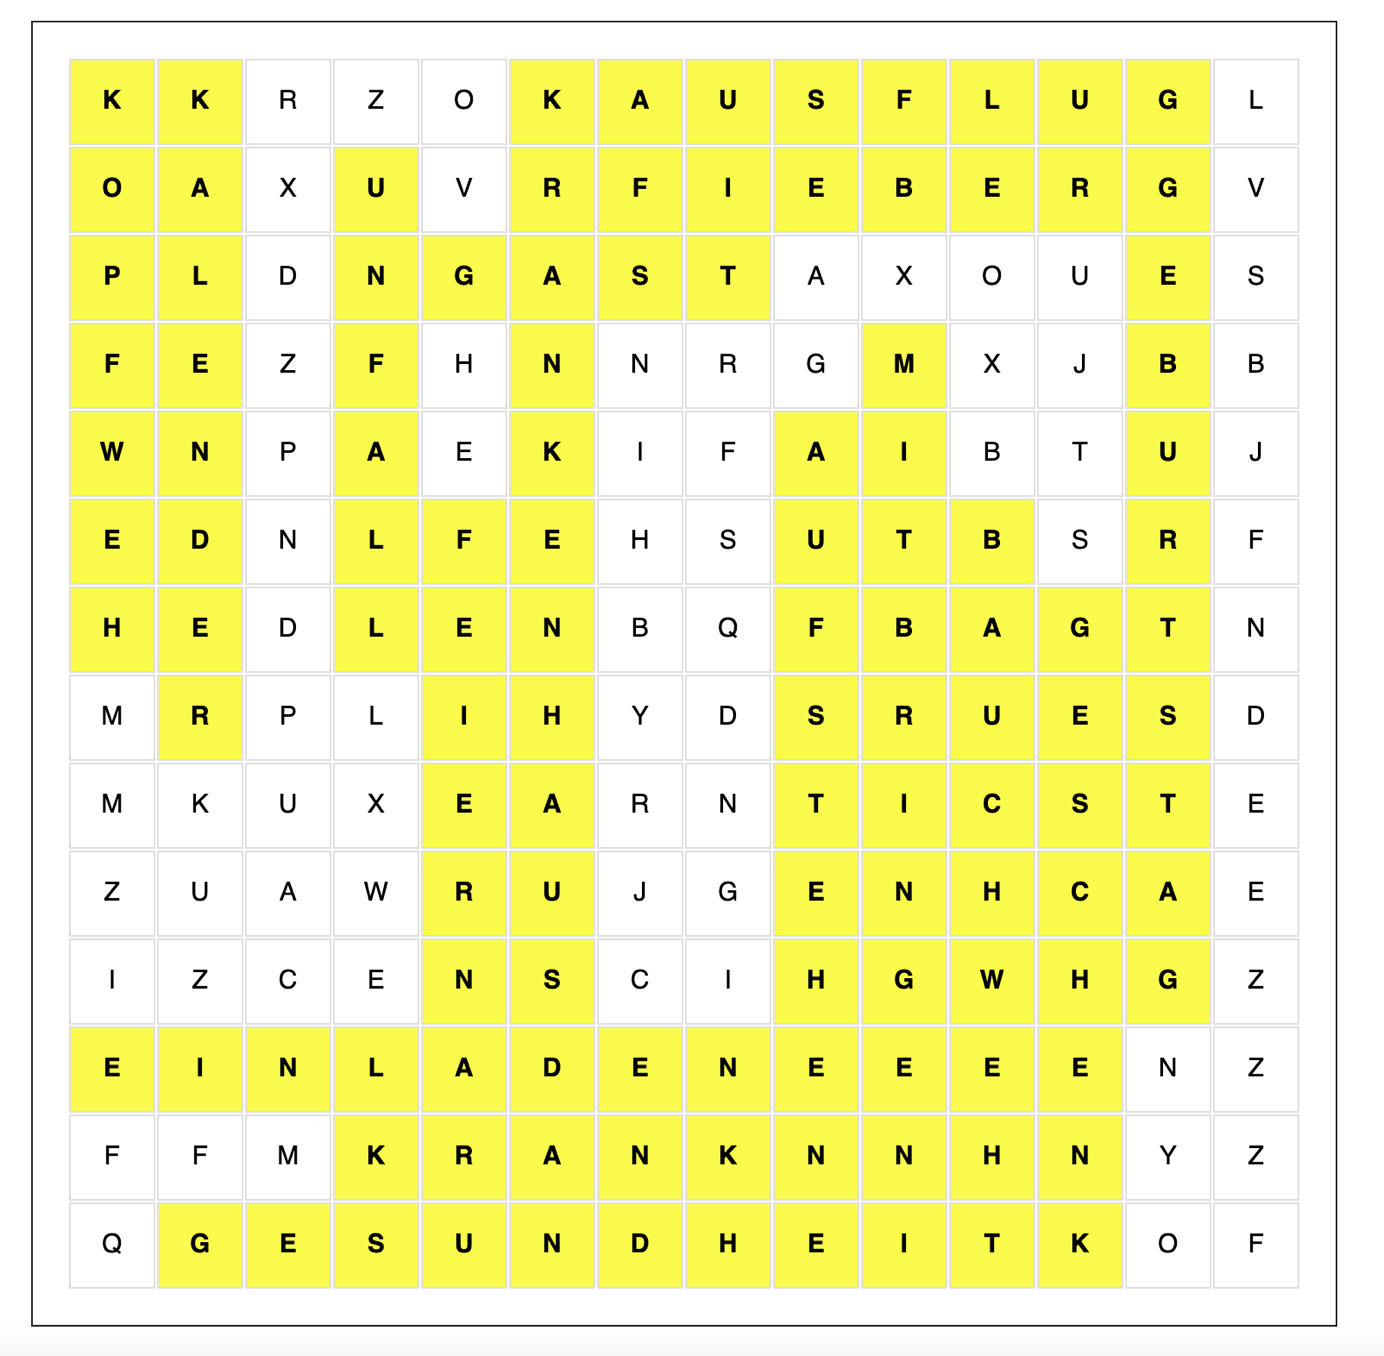 K K R Z O K A U S F L U G L
O A X U V R F I E B E R G V
P L D N G A S T A X O U E S
F E Z F H N N R G M X J B B
W N P A E K I F A I B T U J
E D N L F E H S U T B S R F
H E D L E N B Q F B A G T N
M R P L I H Y D S R U E S D
M K U X E A R N T I C S T E
Z U A W R U J G E N H C A E
I Z C E N S C I H G W H G Z
E I N L A D E N E E E E N Z
F F M K R A N K N N H N Y Z
Q G E S U N D H E I T K O F